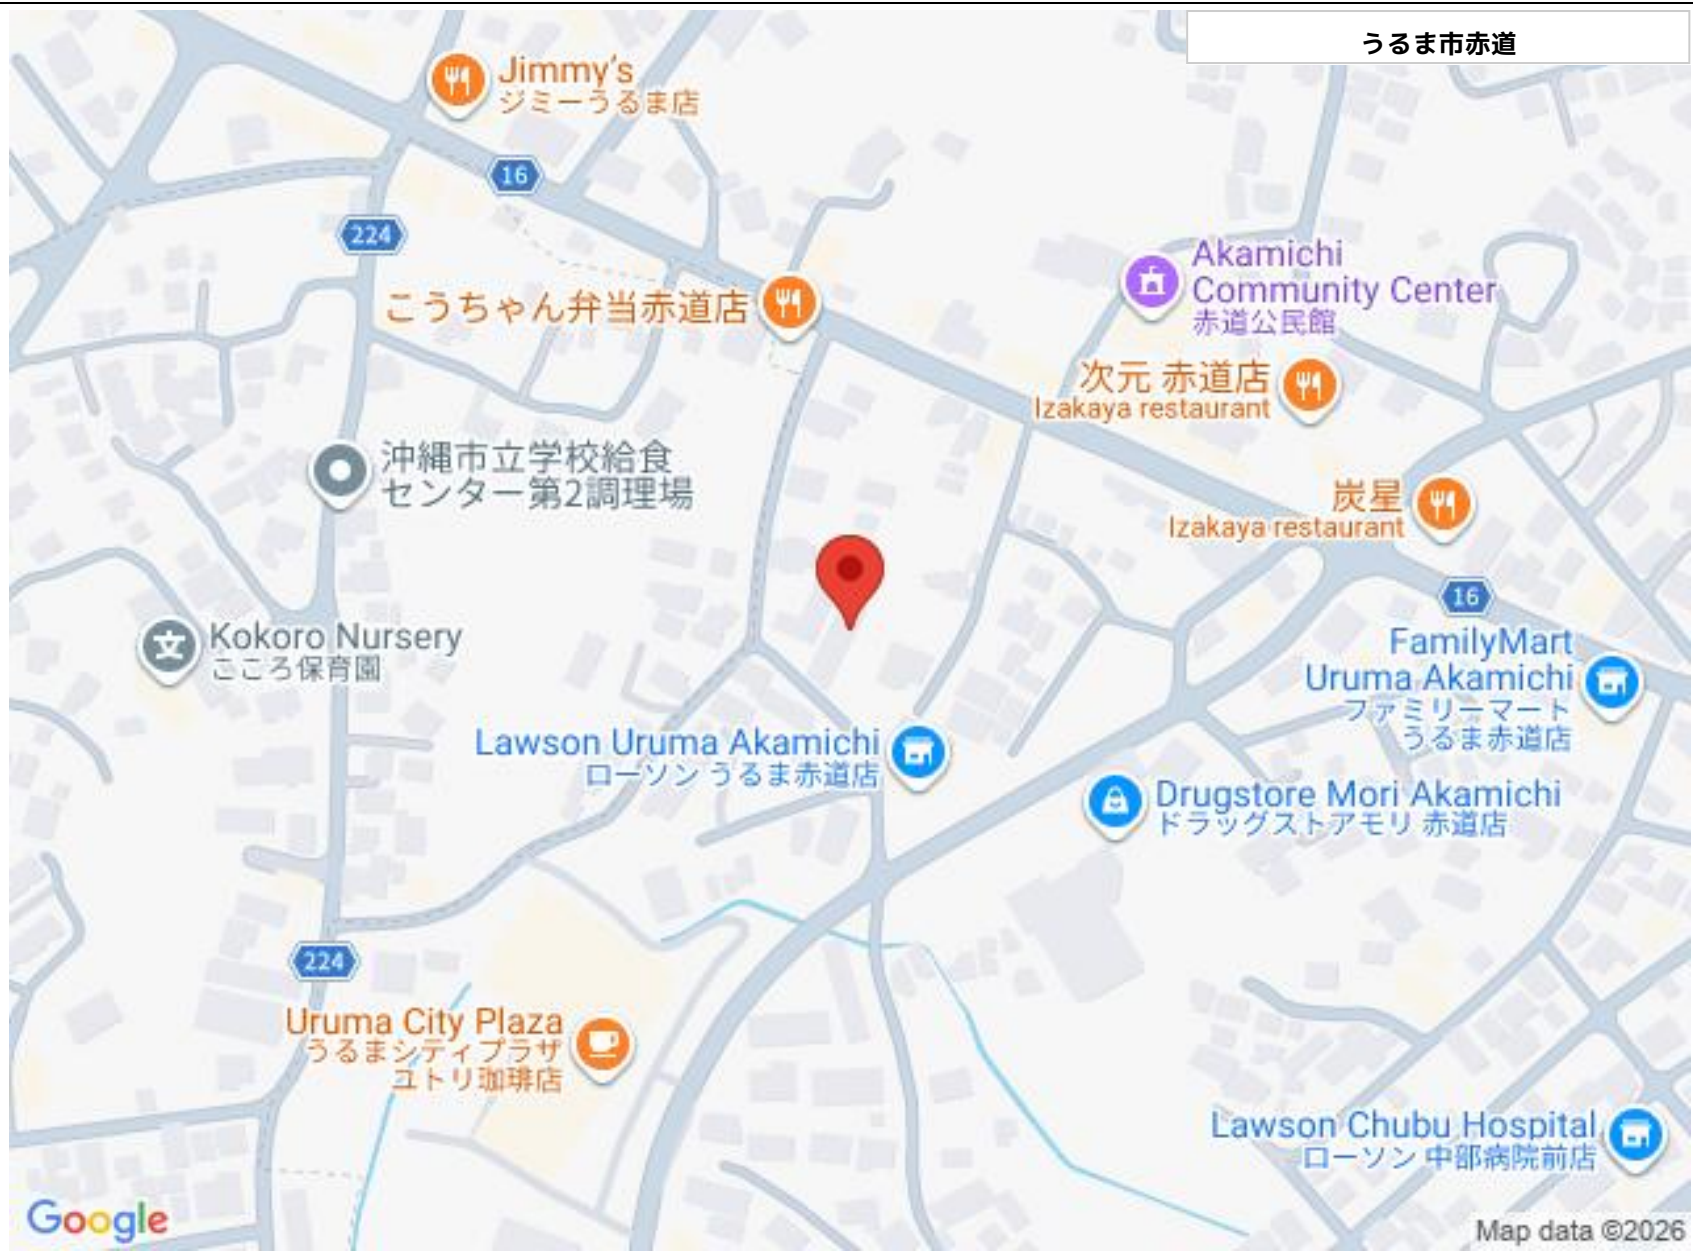 うるま市赤道
Jimmy's
ジミーうるま店
16
224
Akamichi
Community Center
赤道公民館
こうちゃん弁当赤道店
次元 赤道店
Izakaya restaurant
沖縄市立学校給食
センター第2調理場
炭星
Izakaya restaurant
16
Kokoro Nursery
こころ保育園
FamilyMart
Uruma Akamichi
ファミリーマート
うるま赤道店
Lawson Uruma Akamichi
ローソン うるま赤道店
Drugstore Mori Akamichi
ドラッグストアモリ 赤道店
224
Uruma City Plaza
うるまシティプラザ
ユトリ珈琲店
Lawson Chubu Hospital
ローソン 中部病院前店
Google
Map data ©2026